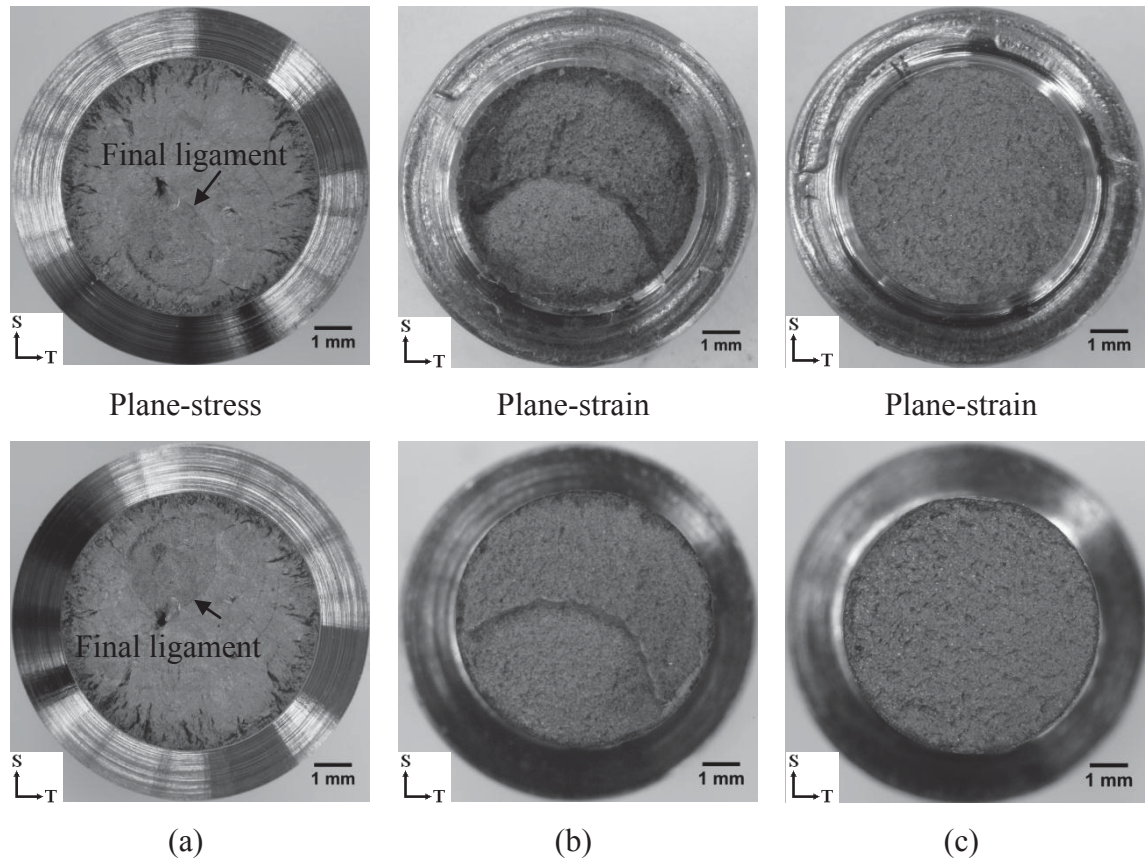 Final ligament
S
T
1 mm
S
T
1 mm
S
T
1 mm
Plane-stress
Plane-strain
Plane-strain
Final ligament
S
T
1 mm
S
T
1 mm
S
T
1 mm
(a)
(b)
(c)